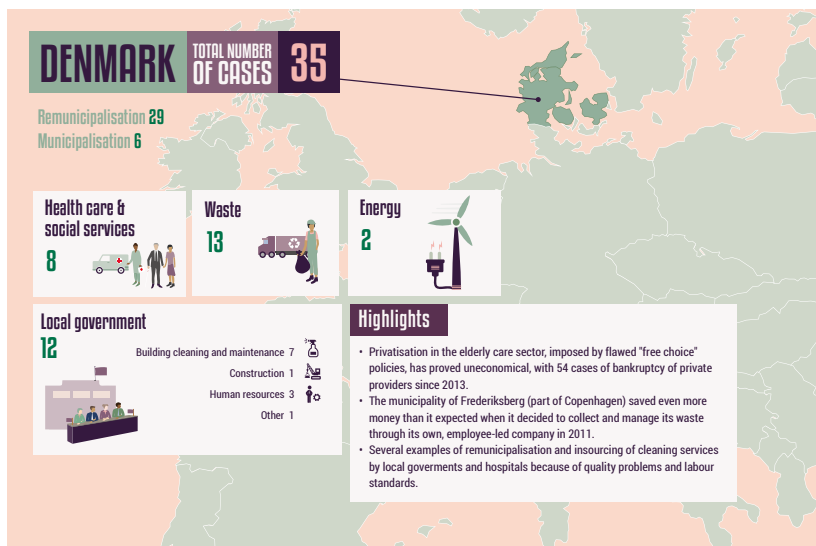 DENMARK
TOTAL NUMBER
OF CASES
35
Remunicipalisation 29
Municipalisation 6
Health care &
social services
8
Waste
13
Energy
2
Local government
12
Building cleaning and maintenance 7
Construction 1
Human resources 3
Other 1
Highlights
• Privatisation in the elderly care sector, imposed by flawed "free choice"
policies, has proved uneconomical, with 54 cases of bankruptcy of private
providers since 2013.
• The municipality of Frederiksberg (part of Copenhagen) saved even more
money than it expected when it decided to collect and manage its waste
through its own, employee-led company in 2011.
• Several examples of remunicipalisation and insourcing of cleaning services
by local goverments and hospitals because of quality problems and labour
standards.